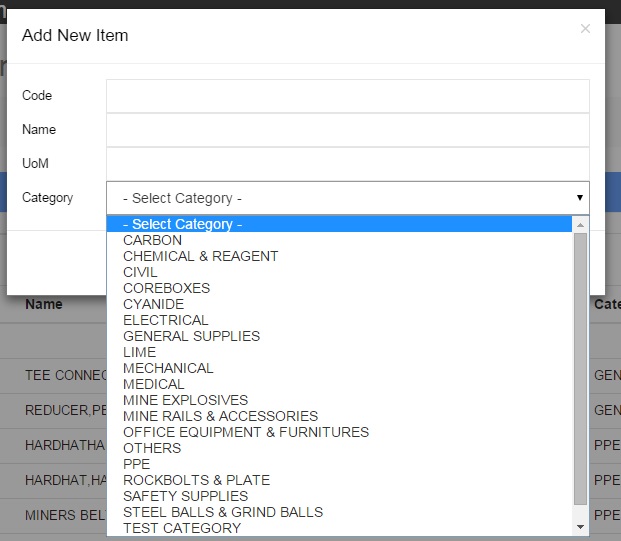 Add New Item
×
Code
Name
UoM
Category
- Select Category -
- Select Category -
CARBON
CHEMICAL & REAGENT
CIVIL
COREBOXES
CYANIDE
ELECTRICAL
GENERAL SUPPLIES
LIME
MECHANICAL
MEDICAL
MINE EXPLOSIVES
MINE RAILS & ACCESSORIES
OFFICE EQUIPMENT & FURNITURES
OTHERS
PPE
ROCKBOLTS & PLATE
SAFETY SUPPLIES
STEEL BALLS & GRIND BALLS
TEST CATEGORY
Name Cate
TEE CONNEC GEN
REDUCER,PE GEN
HARDHATHA PPE
HARDHAT,HA PPE
MINERS BEL PPE